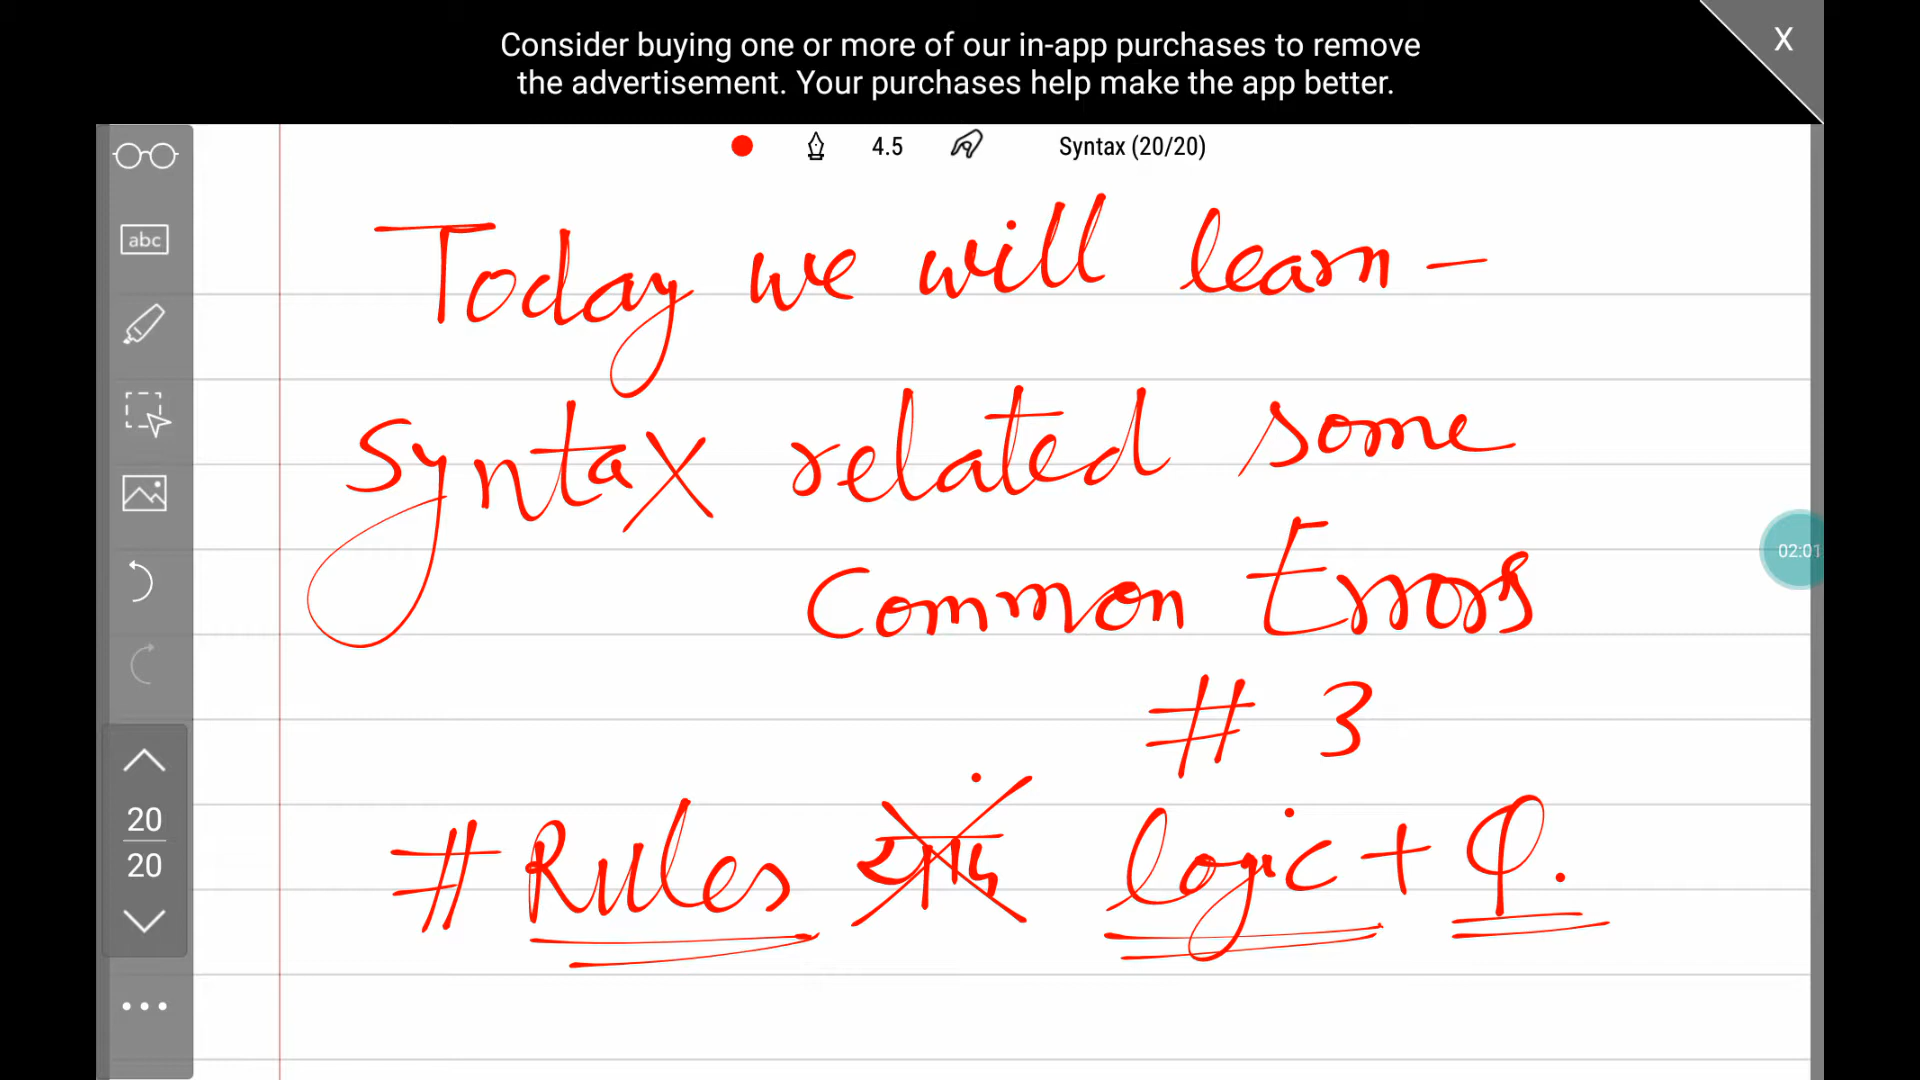 Consider buying one or more of our in-app purchases to remove
the advertisement. Your purchases help make the app better.
X
4.5 Syntax (20/20)
abc
Today we will learn -
Syntax related some
Common Errors
02:01
# 3
# Rules याद logic + Q.
20
20